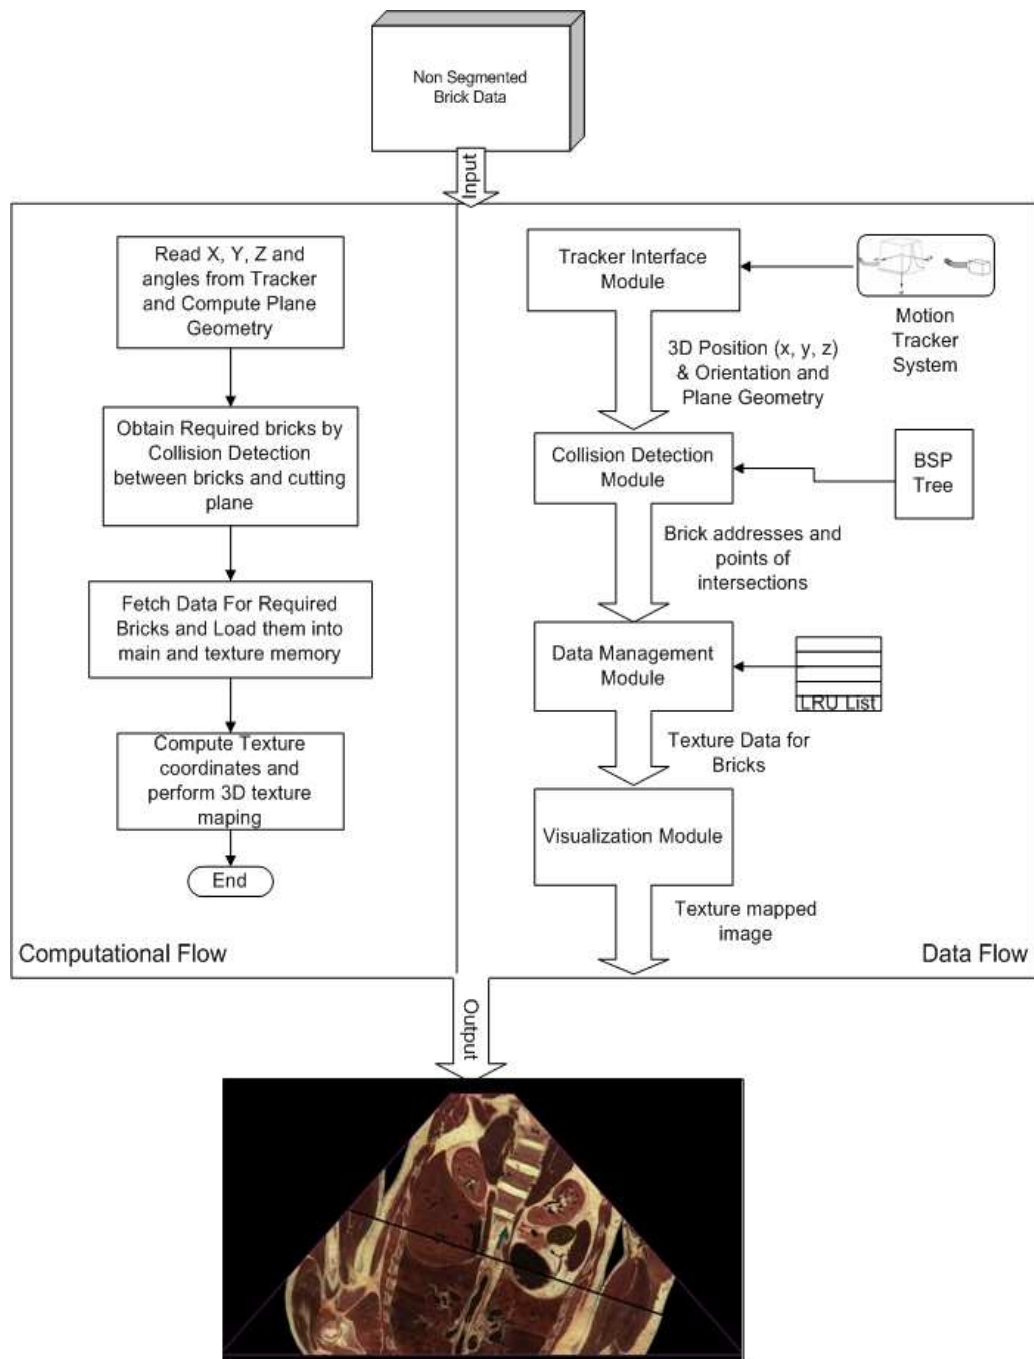 Non Segmented
Brick Data
Input
Read X, Y, Z and
angles from Tracker
and Compute Plane
Geometry
Obtain Required bricks by
Collision Detection
between bricks and cutting
plane
Fetch Data For Required
Bricks and Load them into
main and texture memory
Compute Texture
coordinates and
perform 3D texture
maping
End
Computational Flow
Tracker Interface
Module
Motion
Tracker
System
3D Position (x, y, z)
& Orientation and
Plane Geometry
Collision Detection
Module
BSP
Tree
Brick addresses and
points of
intersections
Data Management
Module
LRU List
Texture Data for
Bricks
Visualization Module
Texture mapped
image
Data Flow
Output